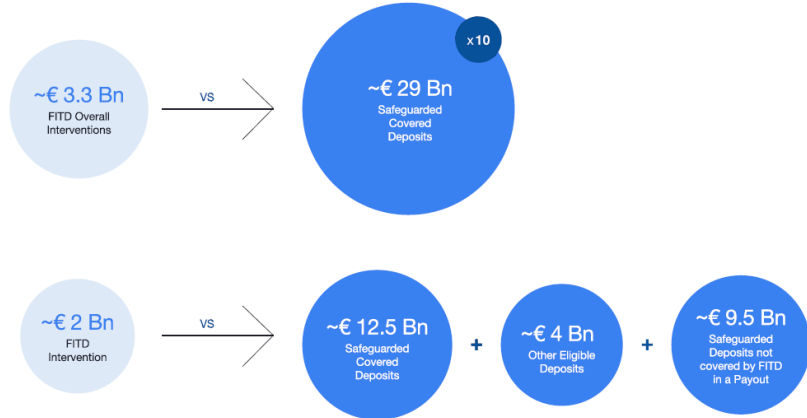 x10
~€ 3.3 Bn
FITD Overall
Interventions
vs
~€ 29 Bn
Safeguarded
Covered
Deposits
~€ 2 Bn
FITD
Intervention
vs
~€ 12.5 Bn
Safeguarded
Covered
Deposits
+
~€ 4 Bn
Other Eligible
Deposits
+
~€ 9.5 Bn
Safeguarded
Deposits not
covered by FITD
in a Payout